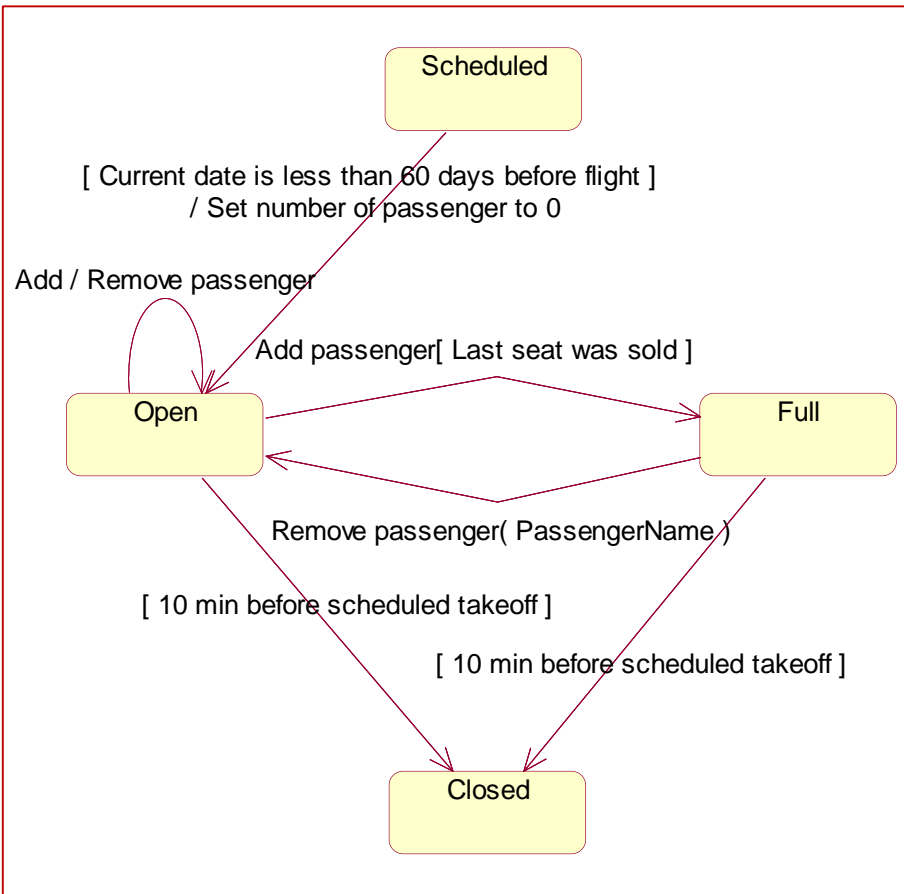 Scheduled
[ Current date is less than 60 days before flight ]
/ Set number of passenger to 0
Add / Remove passenger
Add passenger[ Last seat was sold ]
Open
Full
Remove passenger( PassengerName )
[ 10 min before scheduled takeoff ]
[ 10 min before scheduled takeoff ]
Closed